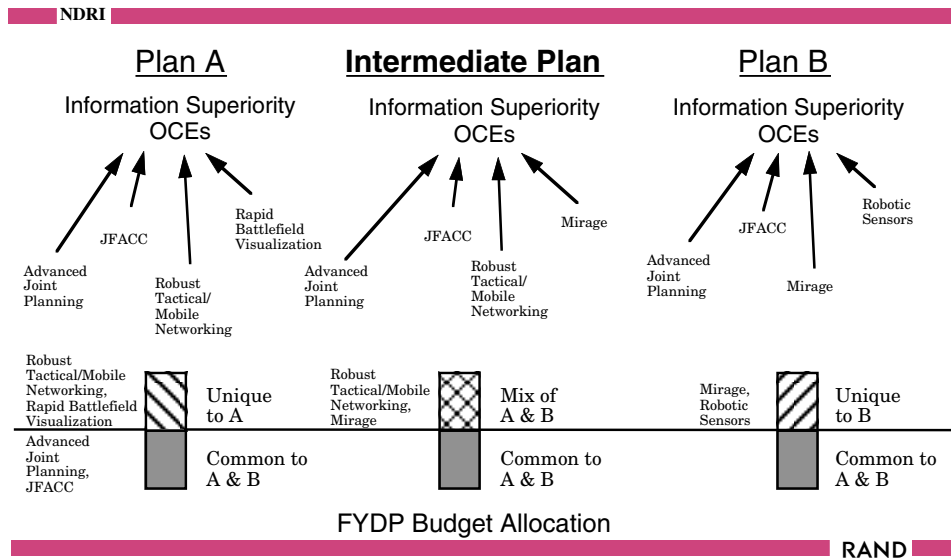 NDRI
Plan A
Information Superiority
OCEs
Advanced
Joint
Planning
JFACC
Robust
Tactical/
Mobile
Networking
Rapid
Battlefield
Visualization
Intermediate Plan
Information Superiority
OCEs
Advanced
Joint
Planning
JFACC
Robust
Tactical/
Mobile
Networking
Mirage
Plan B
Information Superiority
OCEs
Advanced
Joint
Planning
JFACC
Mirage
Robotic
Sensors
Robust
Tactical/Mobile
Networking,
Rapid Battlefield
Visualization
Unique
to A
Robust
Tactical/Mobile
Networking,
Mirage
Mix of
A & B
Mirage,
Robotic
Sensors
Unique
to B
Advanced
Joint
Planning,
JFACC
Common to
A & B
Common to
A & B
Common to
A & B
FYDP Budget Allocation
RAND